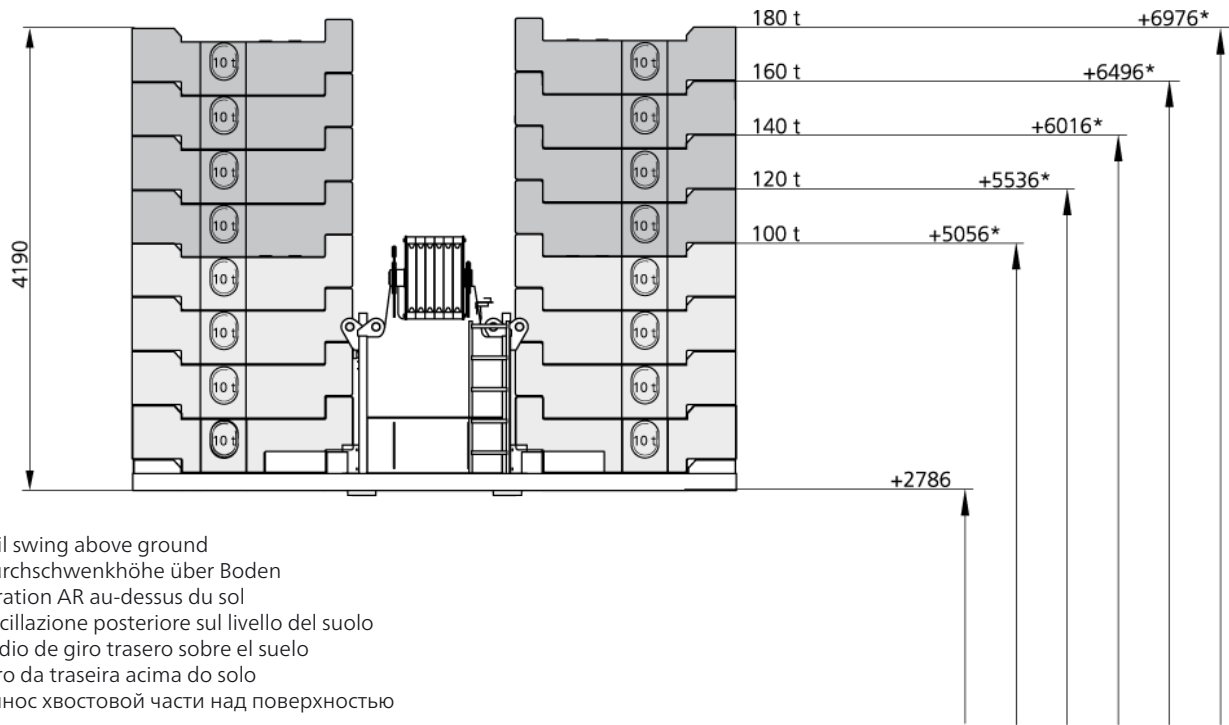 180 t +6976*
10 t 10 t
160 t +6496*
10 t 10 t
140 t +6016*
10 t 10 t
120 t +5536*
10 t 10 t
100 t +5056*
4190
10 t 10 t
10 t 10 t
10 t 10 t
10 t 10 t
+2786
il swing above ground
urchschwenkhöhe über Boden
ration AR au-dessus du sol
cillazione posteriore sul livello del suolo
dio de giro trasero sobre el suelo
ro da traseira acima do solo
нос хвостовой части над поверхностью